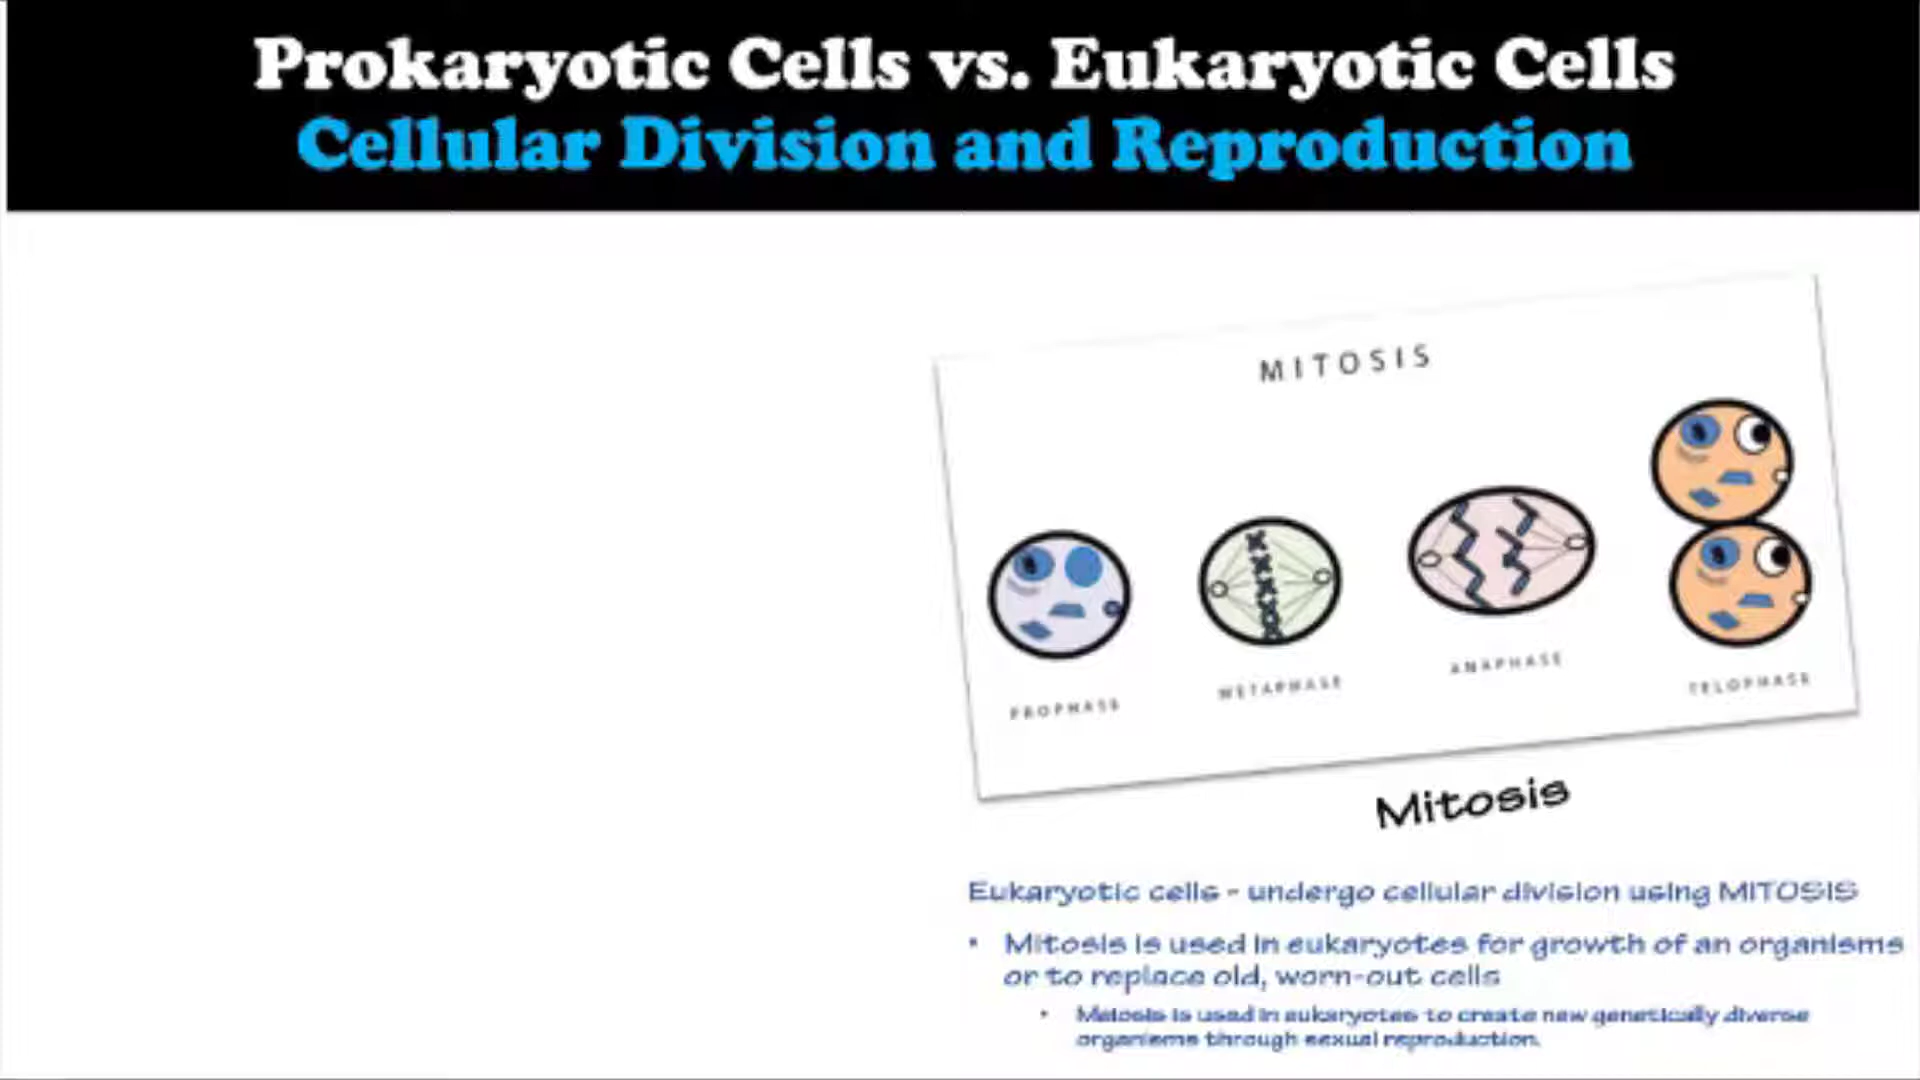 Prokaryotic Cells vs. Eukaryotic Cells
Cellular Division and Reproduction
MITOSIS
PROPHASE
METAPHASE
ANAPHASE
TELOPHASE
Mitosis
Eukaryotic cells - undergo cellular division using MITOSIS
• Mitosis is used in eukaryotes for growth of an organisms
or to replace old, worn-out cells
• Meiosis is used in eukaryotes to create new genetically diverse
organisms through sexual reproduction.